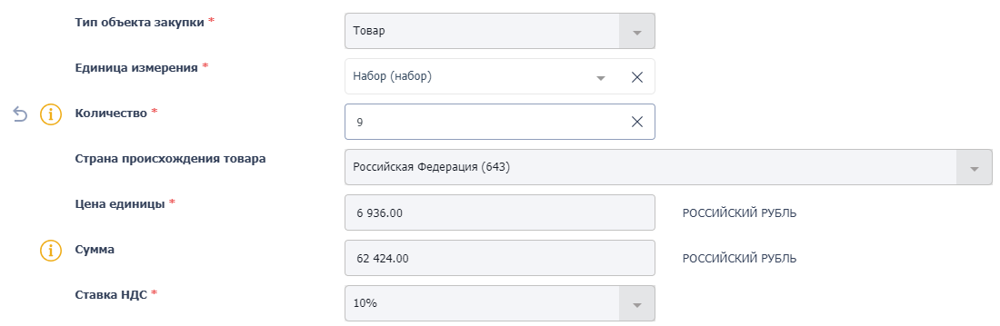 Тип объекта закупки * Товар
Единица измерения * Набор (набор)
Количество * 9
Страна происхождения товара Российская Федерация (643)
Цена единицы * 6 936.00 РОССИЙСКИЙ РУБЛЬ
Сумма 62 424.00 РОССИЙСКИЙ РУБЛЬ
Ставка НДС * 10%